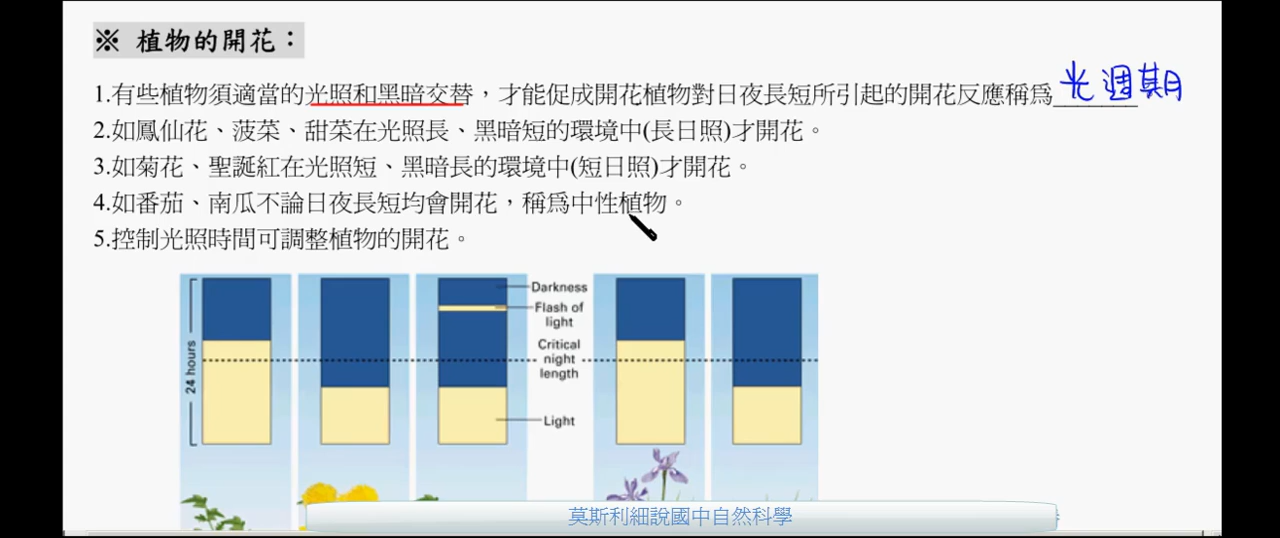 ※ 植物的開花：
1.有些植物須適當的光照和黑暗交替，才能促成開花植物對日夜長短所引起的開花反應稱爲______光週期
2.如鳳仙花、菠菜、甜菜在光照長、黑暗短的環境中(長日照)才開花。
3.如菊花、聖誕紅在光照短、黑暗長的環境中(短日照)才開花。
4.如番茄、南瓜不論日夜長短均會開花，稱爲中性植物。
5.控制光照時間可調整植物的開花。
24 hours
Darkness
Flash of
light
Critical
night
length
Light
莫斯利細說國中自然科學